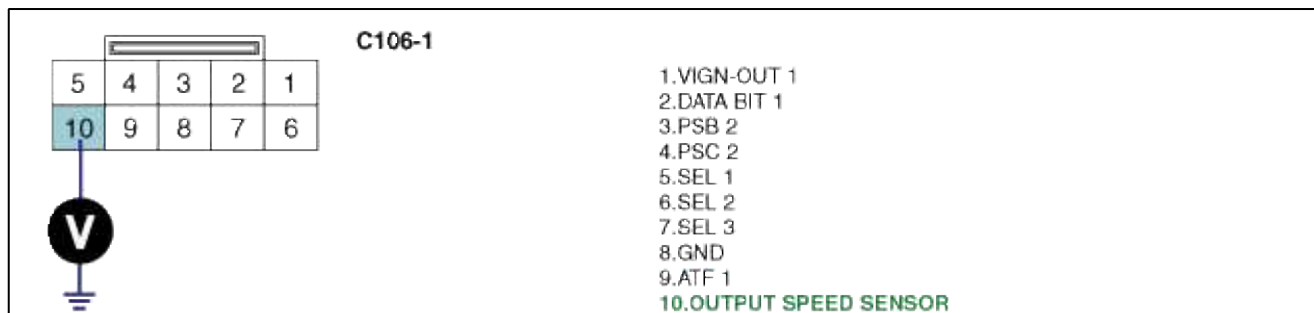 C106-1
5 4 3 2 1
10 9 8 7 6
V
1.VIGN-OUT 1
2.DATA BIT 1
3.PSB 2
4.PSC 2
5.SEL 1
6.SEL 2
7.SEL 3
8.GND
9.ATF 1
10.OUTPUT SPEED SENSOR